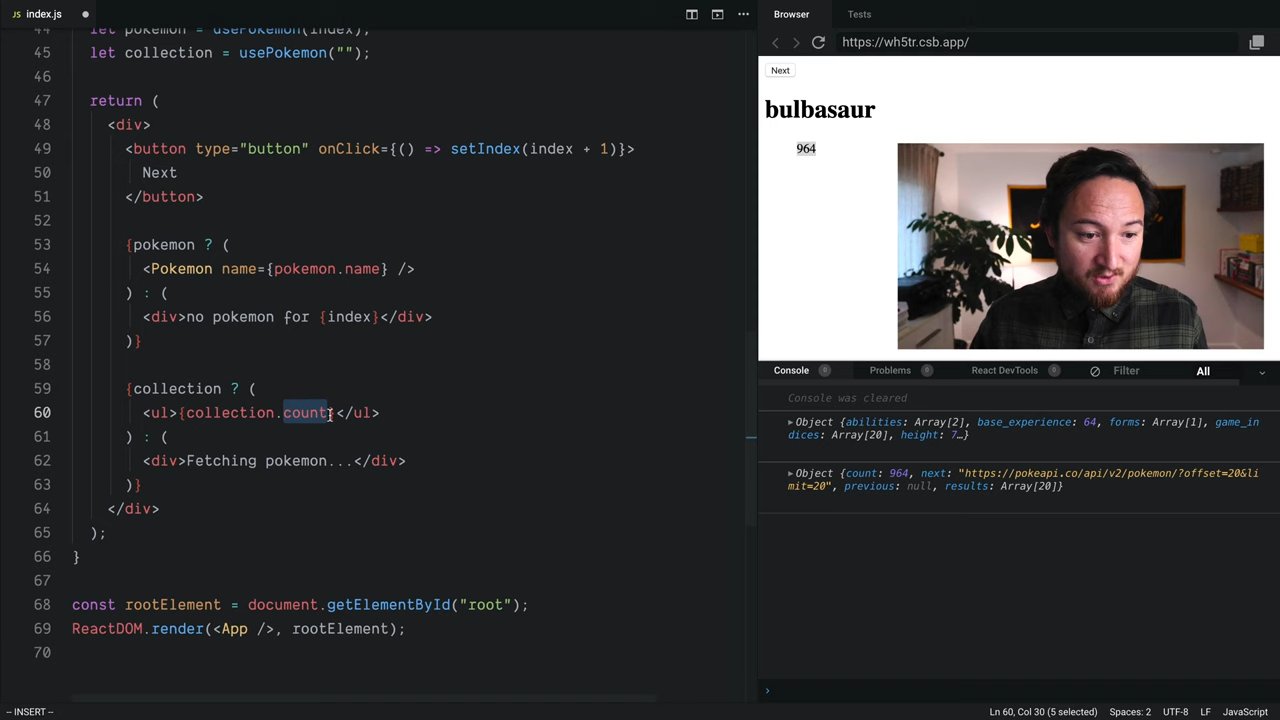 JS index.js
44 let pokemon = usePokemon(index);
45 let collection = usePokemon("");
46
47 return (
48 <div>
49 <button type="button" onClick={() => setIndex(index + 1)}>
50 Next
51 </button>
52
53 {pokemon ? (
54 <Pokemon name={pokemon.name} />
55 ) : (
56 <div>no pokemon for {index}</div>
57 )}
58
59 {collection ? (
60 <ul>{collection.count}</ul>
61 ) : (
62 <div>Fetching pokemon...</div>
63 )}
64 </div>
65 );
66 }
67
68 const rootElement = document.getElementById("root");
69 ReactDOM.render(<App />, rootElement);
70
-- INSERT --
Browser Tests
https://wh5tr.csb.app/
Next
bulbasaur
964
Console 0 Problems 0 React DevTools 0 Filter All
Console was cleared
Object {abilities: Array[2], base_experience: 64, forms: Array[1], game_in
dices: Array[20], height: 7…}
Object {count: 964, next: "https://pokeapi.co/api/v2/pokemon/?offset=20&li
mit=20", previous: null, results: Array[20]}
Ln 60, Col 30 (5 selected) Spaces: 2 UTF-8 LF JavaScript